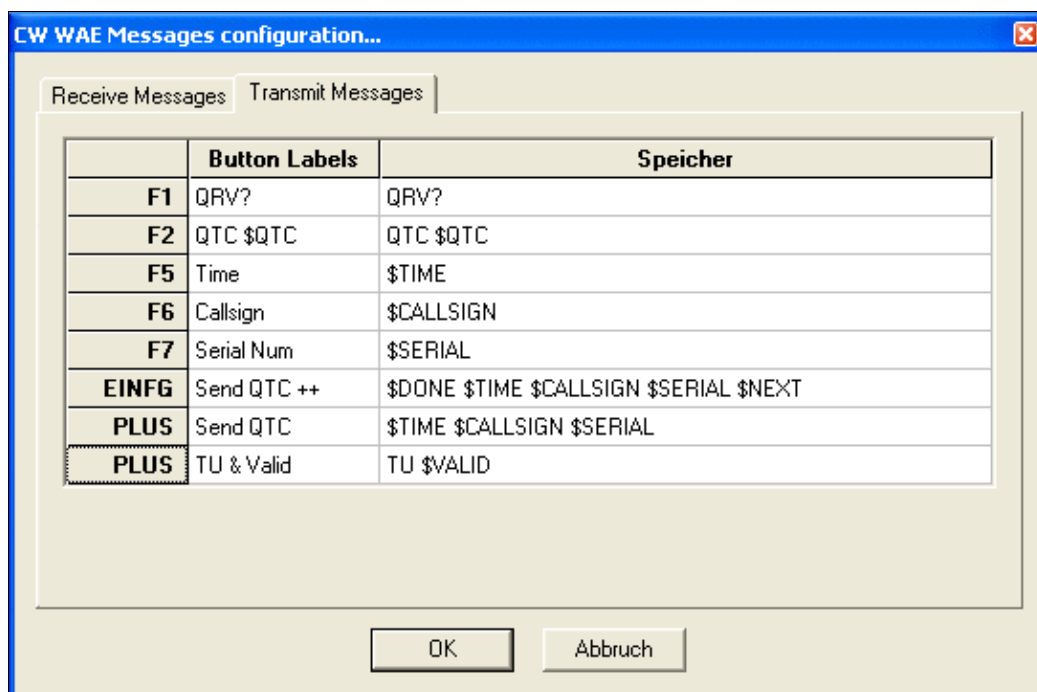 CW WAE Messages configuration...
Receive Messages Transmit Messages
Button Labels Speicher
F1 QRV? QRV?
F2 QTC $QTC QTC $QTC
F5 Time $TIME
F6 Callsign $CALLSIGN
F7 Serial Num $SERIAL
EINFG Send QTC ++ $DONE $TIME $CALLSIGN $SERIAL $NEXT
PLUS Send QTC $TIME $CALLSIGN $SERIAL
PLUS TU & Valid TU $VALID
OK Abbruch